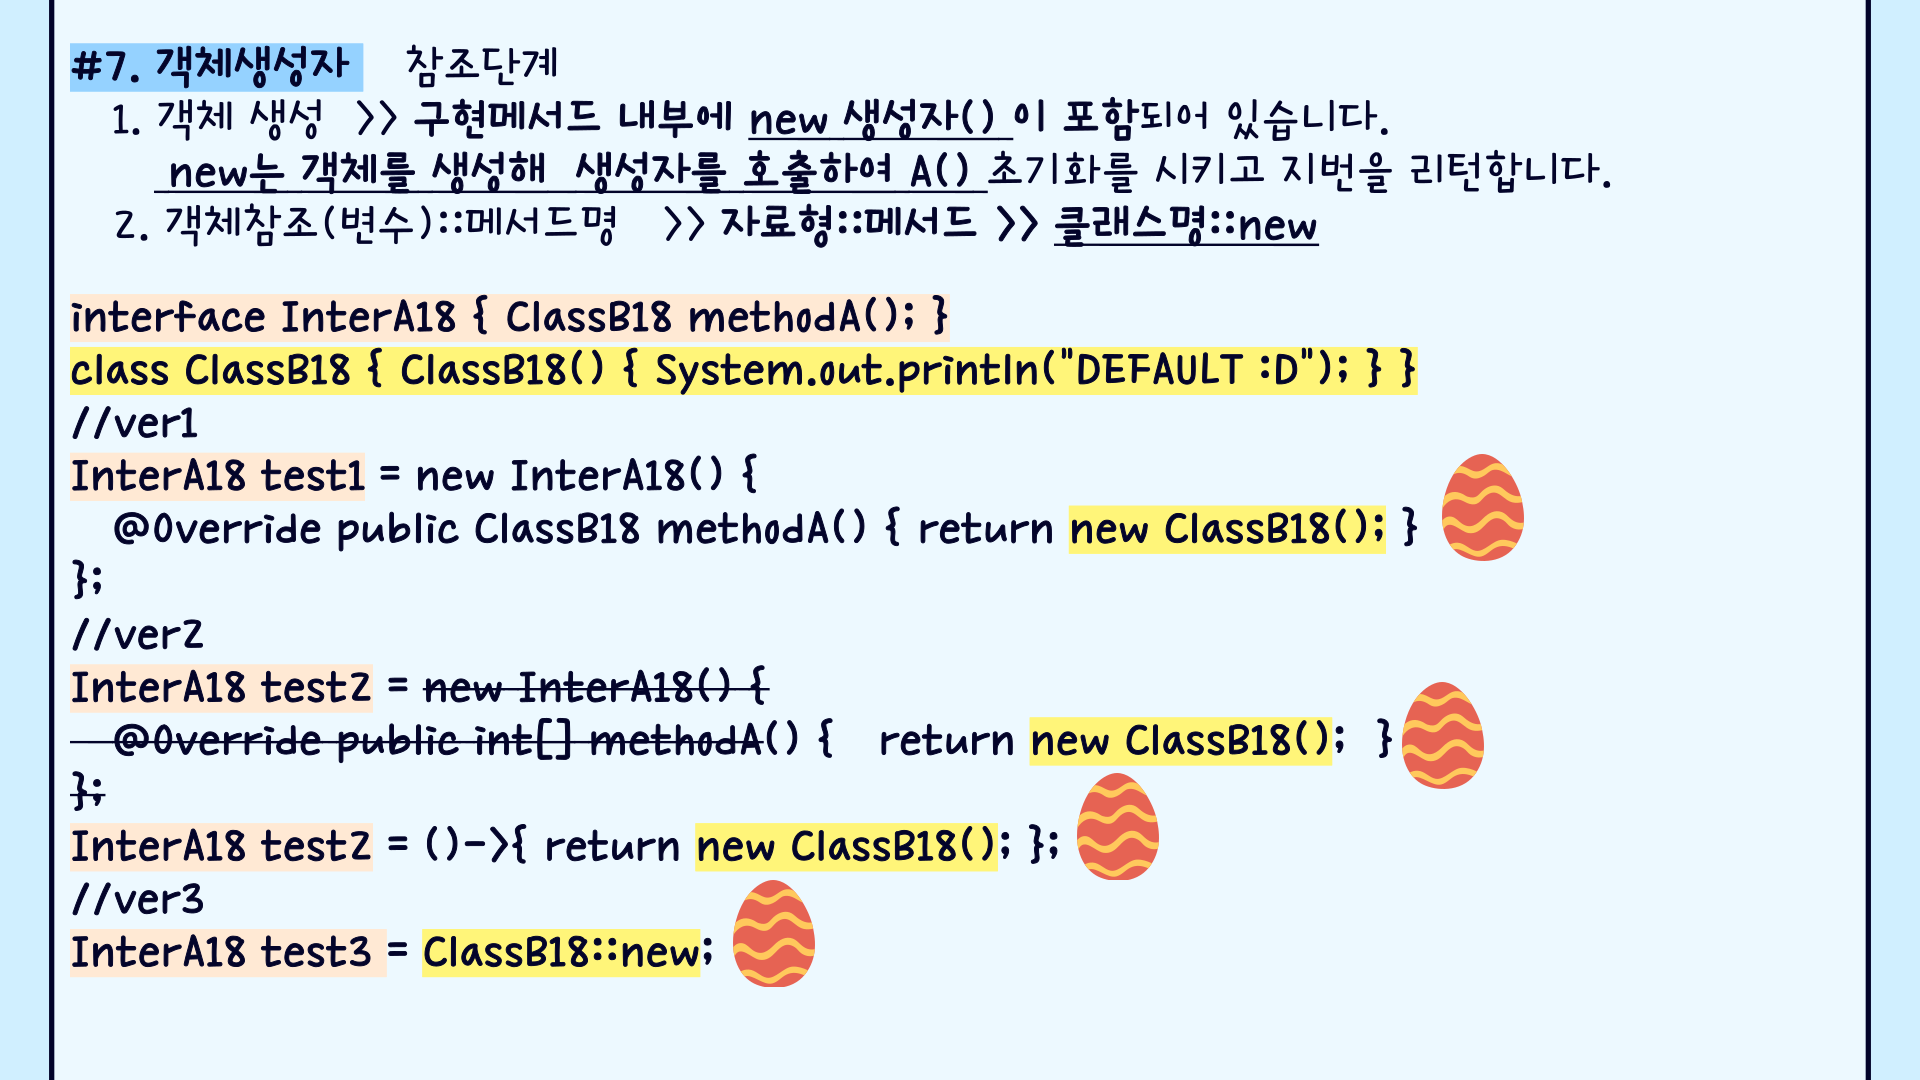 #7. 객체생성자 참조단계
1. 객체 생성 >> 구현메서드 내부에 new 생성자() 이 포함되어 있습니다.
new는 객체를 생성해 생성자를 호출하여 A() 초기화를 시키고 지번을 리턴합니다.
2. 객체참조(변수)::메서드명 >> 자료형::메서드 >> 클래스명::new
interface InterA18 { ClassB18 methodA(); }
class ClassB18 { ClassB18() { System.out.println("DEFAULT :D"); } }
//ver1
InterA18 test1 = new InterA18() {
@Override public ClassB18 methodA() { return new ClassB18(); }
};
//ver2
InterA18 test2 = new InterA18() {
@Override public int[] methodA() { return new ClassB18(); }
};
InterA18 test2 = ()->{ return new ClassB18(); };
//ver3
InterA18 test3 = ClassB18::new;